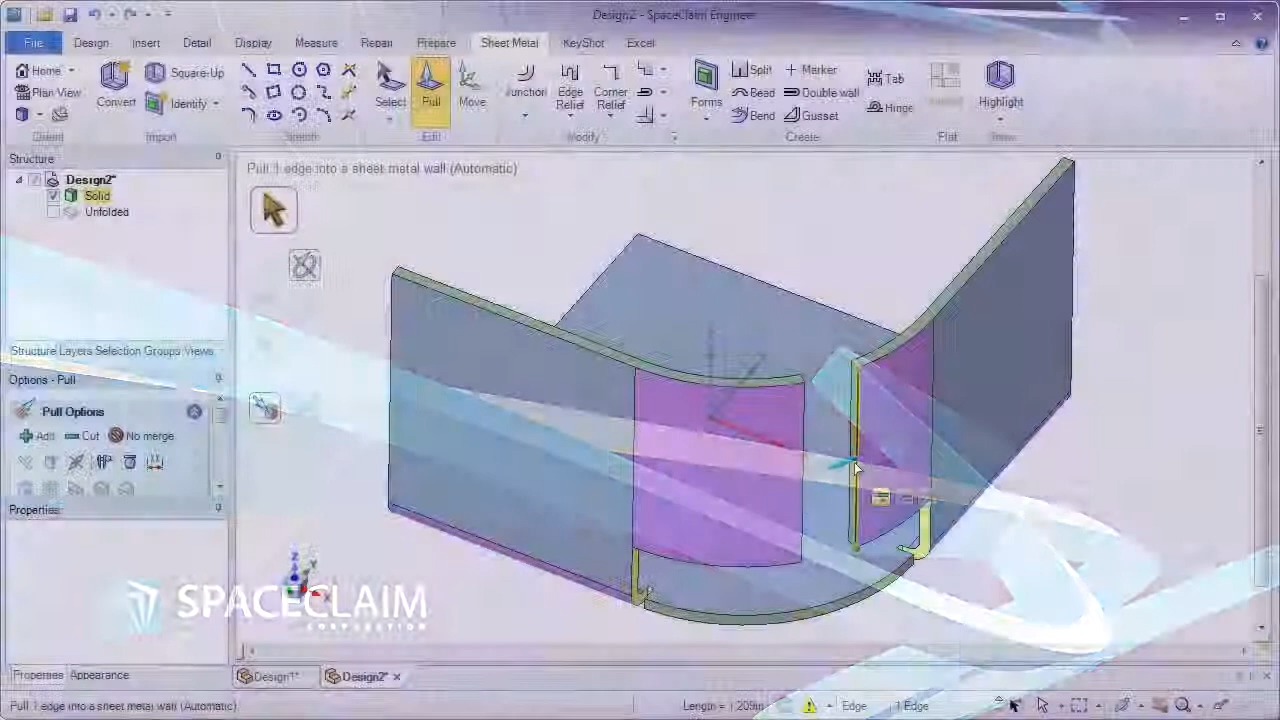 Design2 - SpaceClaim Engineer
File Design Insert Detail Display Measure Repair Prepare Sheet Metal KeyShot Excel
Home
Plan View
Convert
Square-Up
Identify
Orient
Import
Select
Pull
Move
Edit
Junction
Edge Relief
Corner Relief
Modify
Forms
Split
Bead
Bend
Marker
Double wall
Gusset
Create
Tab
Hinge
Flat
Highlight
Structure
Design2*
Solid
Unfolded
Structure Layers Selection Groups Views
Options - Pull
Pull Options
Add Cut No merge
Properties
Properties Appearance
Pull 1 edge into a sheet metal wall (Automatic)
Z
Y
SPACECLAIM
CORPORATION
Design1* Design2*
Pull 1 edge into a sheet metal wall (Automatic)
Edge 1 Edge